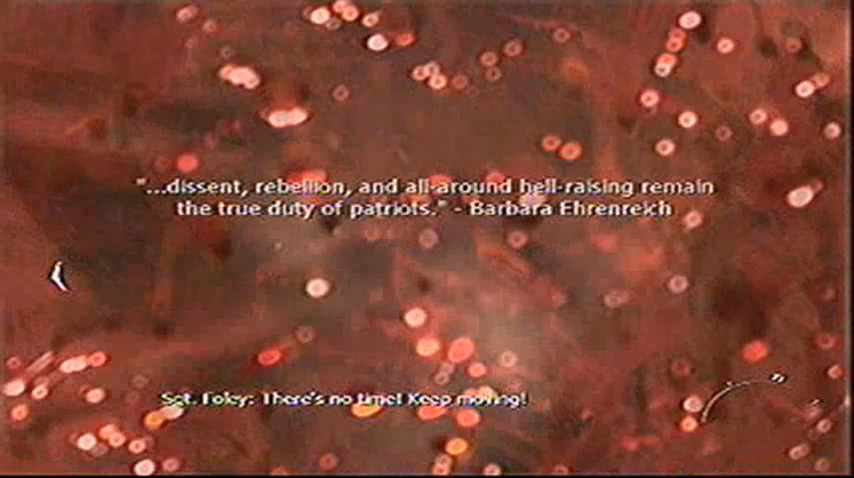 "...dissent, rebellion, and all-around hell-raising remain
the true duty of patriots." - Barbara Ehrenreich
Sgt. Foley: There's no time! Keep moving!